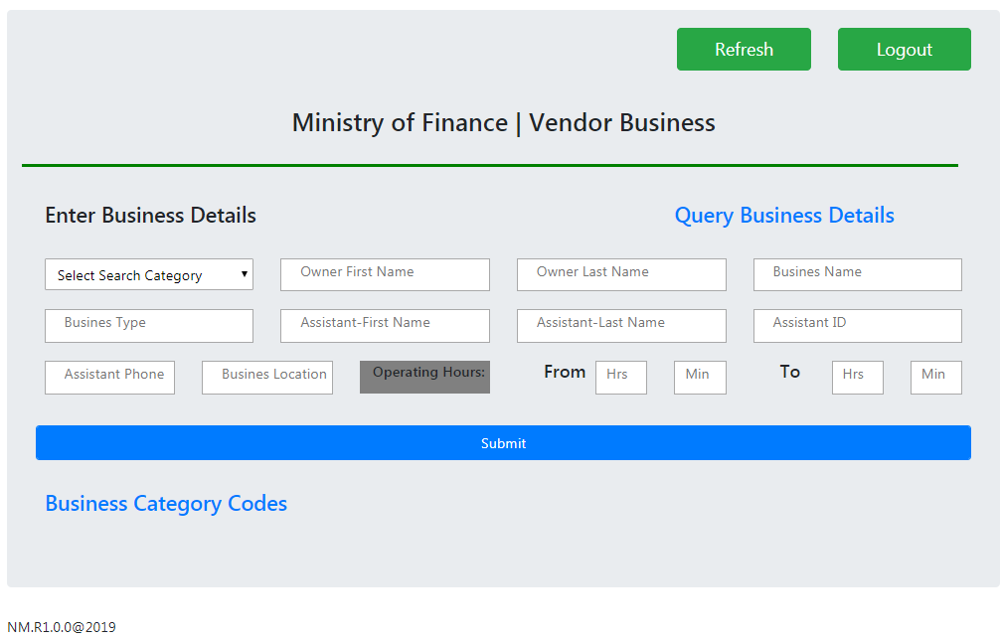 Refresh Logout
Ministry of Finance | Vendor Business
Enter Business Details Query Business Details
Select Search Category Owner First Name Owner Last Name Busines Name
Busines Type Assistant-First Name Assistant-Last Name Assistant ID
Assistant Phone Busines Location Operating Hours: From Hrs Min To Hrs Min
Submit
Business Category Codes
NM.R1.0.0@2019